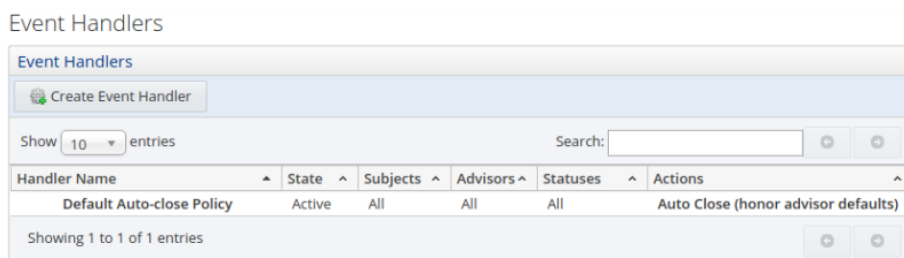 Event Handlers
Event Handlers
Create Event Handler
Show 10 entries Search:
Handler Name State Subjects Advisors Statuses Actions
Default Auto-close Policy Active All All All Auto Close (honor advisor defaults)
Showing 1 to 1 of 1 entries